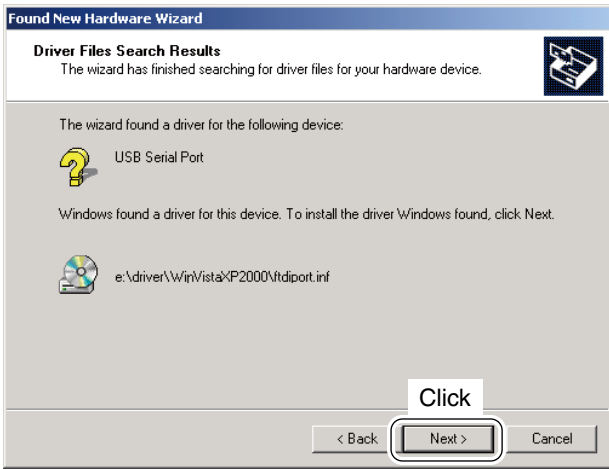 Found New Hardware Wizard
Driver Files Search Results
The wizard has finished searching for driver files for your hardware device.
The wizard found a driver for the following device:
USB Serial Port
Windows found a driver for this device. To install the driver Windows found, click Next.
e:\driver\WinVistaXP2000\ftdiport.inf
Click
< Back
Next >
Cancel